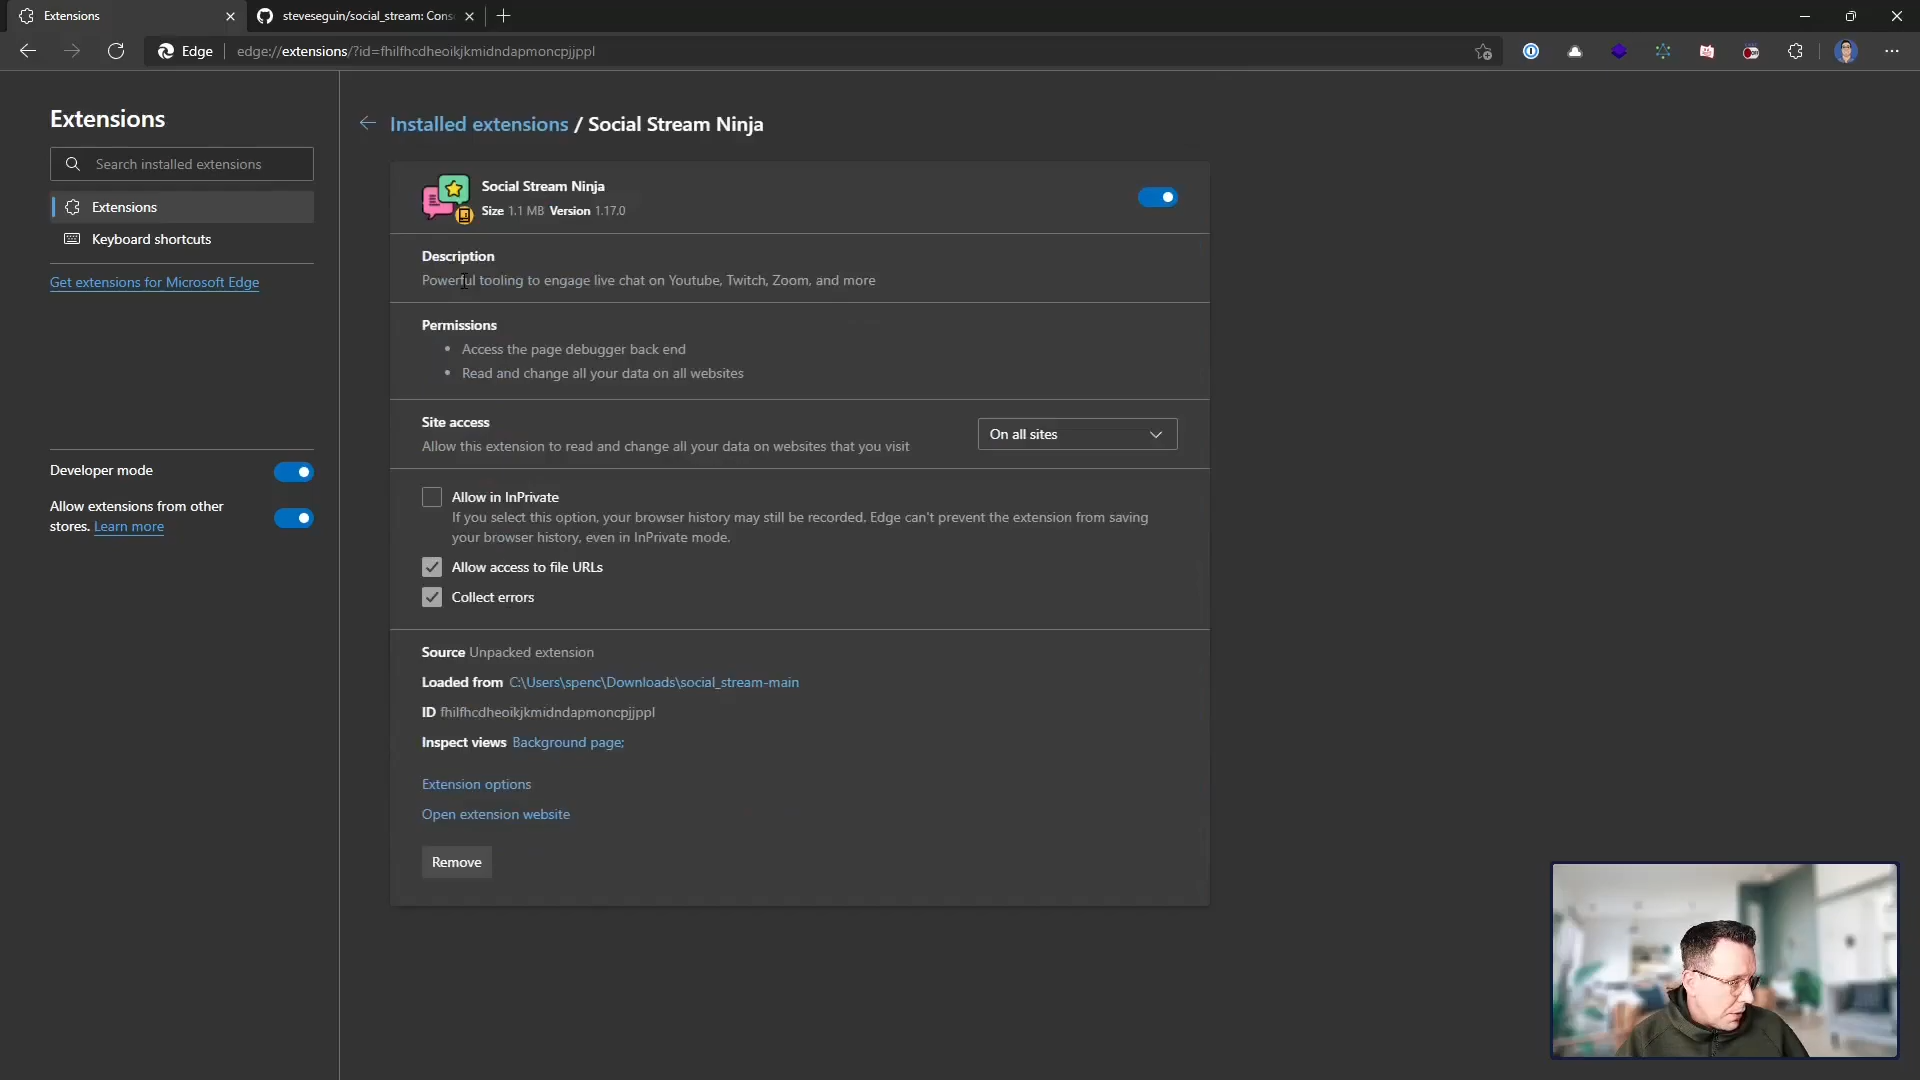 Extensions
steveseguin/social_stream: Cons
Edge
edge://extensions/?id=fhilfhcdheoikjkmidndapmoncpjjppl
Extensions
Search installed extensions
Extensions
Keyboard shortcuts
Get extensions for Microsoft Edge
Developer mode
Allow extensions from other
stores. Learn more
Installed extensions / Social Stream Ninja
Social Stream Ninja
Size 1.1 MB Version 1.17.0
Description
Powerful tooling to engage live chat on Youtube, Twitch, Zoom, and more
Permissions
• Access the page debugger back end
• Read and change all your data on all websites
Site access
Allow this extension to read and change all your data on websites that you visit
On all sites
Allow in InPrivate
If you select this option, your browser history may still be recorded. Edge can't prevent the extension from saving
your browser history, even in InPrivate mode.
Allow access to file URLs
Collect errors
Source Unpacked extension
Loaded from C:\Users\spenc\Downloads\social_stream-main
ID fhilfhcdheoikjkmidndapmoncpjjppl
Inspect views Background page;
Extension options
Open extension website
Remove